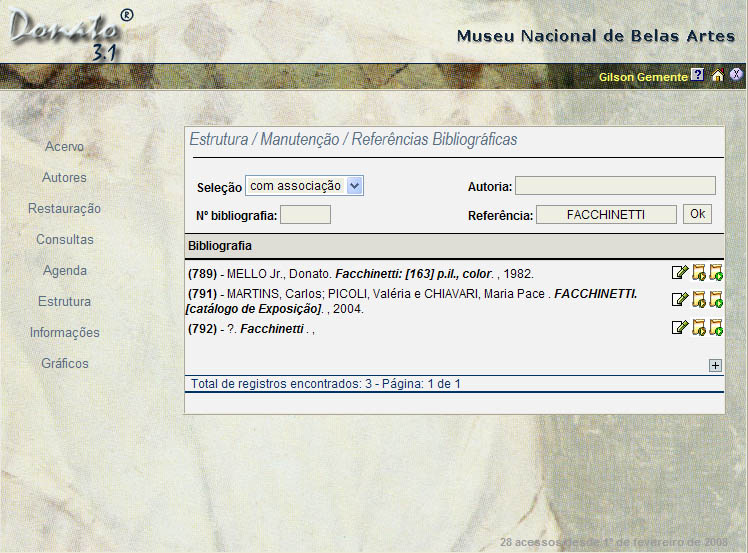 Donato ®
3.1
Museu Nacional de Belas Artes
Gilson Gemente ? X
Estrutura / Manutenção / Referências Bibliográficas
Acervo
Autores
Restauração
Consultas
Agenda
Estrutura
Informações
Gráficos
Seleção com associação Autoria:
Nº bibliografia: Referência: FACCHINETTI Ok
Bibliografia
(789) - MELLO Jr., Donato. Facchinetti: [163] p.il., color. , 1982.
(791) - MARTINS, Carlos; PICOLI, Valéria e CHIAVARI, Maria Pace . FACCHINETTI.
[catálogo de Exposição]. , 2004.
(792) - ?. Facchinetti . ,
+
Total de registros encontrados: 3 - Página: 1 de 1
28 acessos desde 1º de fevereiro de 2008